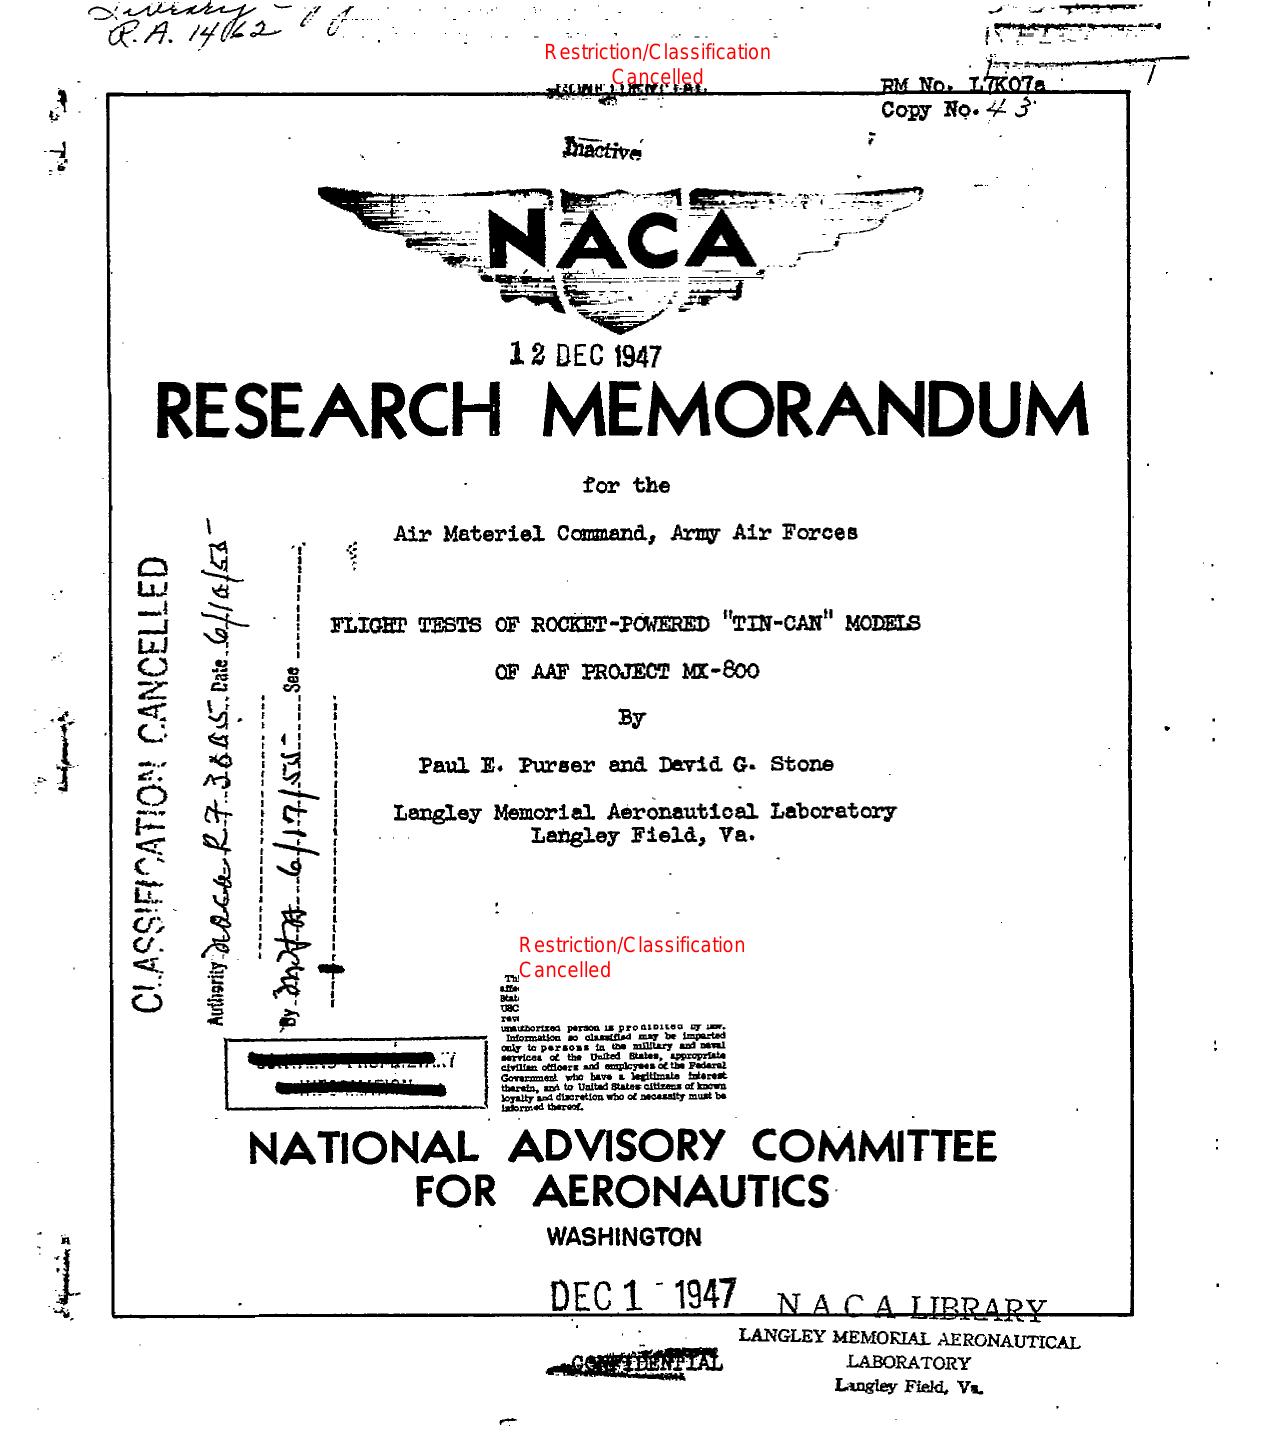 R.A. 1462
Restriction/Classification
Cancelled
RM No. L7K07a
Copy No. 43
Inactive
NACA
12 DEC 1947
RESEARCH MEMORANDUM
for the
Air Materiel Command, Army Air Forces
FLIGHT TESTS OF ROCKET-POWERED "TIN-CAN" MODELS
OF AAF PROJECT MX-800
By
Paul E. Purser and David G. Stone
Langley Memorial Aeronautical Laboratory
Langley Field, Va.
CLASSIFICATION CANCELLED
Authority NACA R7 Date
By 6/17/55 See
Restriction/Classification
Cancelled
unauthorized person is prohibited by law.
Information so classified may be imparted
only to persons in the military and naval
services of the United States, appropriate
civilian officers and employees of the Federal
Government who have a legitimate interest
therein, and to United States citizens of known
loyalty and discretion who of necessity must be
informed thereof.
NATIONAL ADVISORY COMMITTEE
FOR AERONAUTICS
WASHINGTON
DEC 1 - 1947
NACA LIBRARY
LANGLEY MEMORIAL AERONAUTICAL
LABORATORY
Langley Field, Va.
CONFIDENTIAL